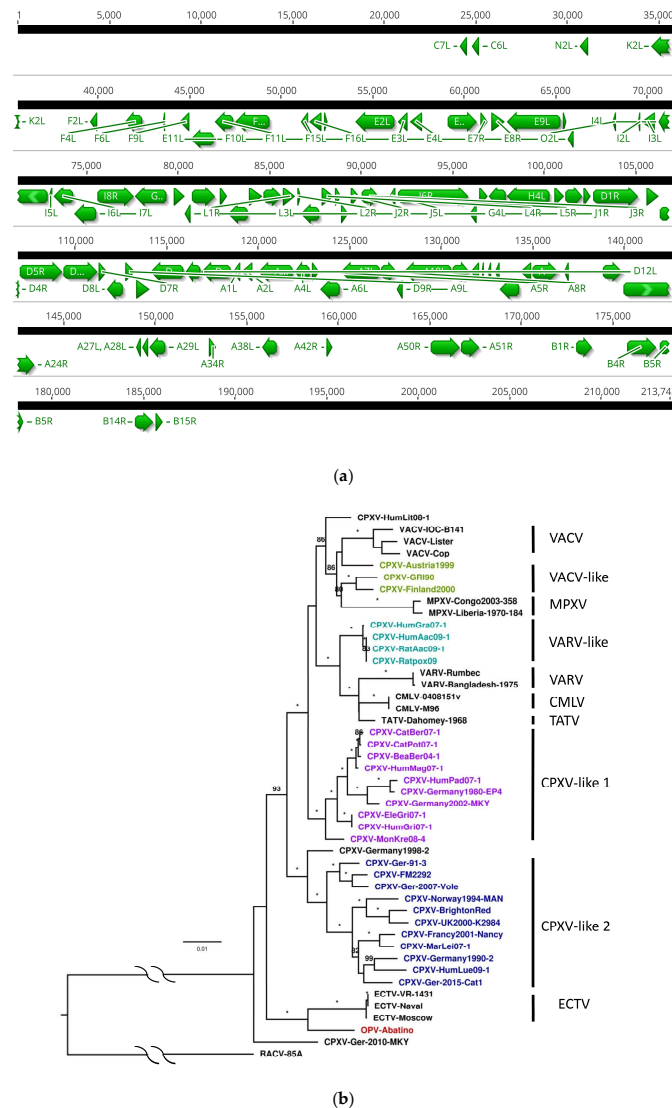 1 5,000 10,000 15,000 20,000 25,000 30,000 35,000
C7L C6L N2L K2L
40,000 45,000 50,000 55,000 60,000 65,000 70,000
K2L F2L F... E2L E.. E9L I4L
F4L F6L F9L E11L F10L F11L F15L F16L E3L E4L E7R E8R O2L I2L I3L
75,000 80,000 85,000 90,000 95,000 100,000 105,000
I8R G.. J6R H4L D1R
I5L I6L I7L L1R L3L L2R J2R J5L G4L L4R L5R J1R J3R
110,000 115,000 120,000 125,000 130,000 135,000 140,000
D5R D... D12L
D4R D8L D7R A1L A2L A4L A6L D9R A9L A5R A8R
145,000 150,000 155,000 160,000 165,000 170,000 175,000
A27L, A28L A29L A38L A42R A50R A51R B1R
A24R A34R B4R B5R
180,000 185,000 190,000 195,000 200,000 205,000 210,000 213,74
B5R B14R B15R
(a)
CPXV-HumLit08-1
VACV-IOC-B141
VACV-Lister
VACV-Cop
VACV
86
CPXV-Austria1999
86
CPXV-GRI90
CPXV-Finland2000
VACV-like
80
MPXV-Congo2003-358
MPXV-Liberia-1970-184
MPXV
CPXV-HumGra07-1
CPXV-HumAac09-1
CPXV-RatAac09-1
CPXV-Ratpox09
VARV-like
83
VARV-Rumbec
VARV-Bangladesh-1975
VARV
CMLV-0408151v
CMLV-M96
CMLV
TATV-Dahomey-1968
TATV
86
CPXV-CatBer07-1
CPXV-CatPot07-1
CPXV-BeaBer04-1
CPXV-HumMag07-1
CPXV-HumPad07-1
CPXV-like 1
CPXV-Germany1980-EP4
93
CPXV-Germany2002-MKY
CPXV-EleGri07-1
CPXV-HumGri07-1
CPXV-MonKre08-4
CPXV-Germany1998-2
CPXV-Ger-91-3
CPXV-FM2292
CPXV-Ger-2007-Vole
CPXV-Norway1994-MAN
CPXV-BrightonRed
CPXV-UK2000-K2984
CPXV-like 2
CPXV-Francy2001-Nancy
CPXV-MarLei07-1
82
CPXV-Germany1990-2
99
CPXV-HumLue09-1
CPXV-Ger-2015-Cat1
0.01
ECTV-VR-1431
ECTV-Naval
ECTV-Moscow
ECTV
OPV-Abatino
CPXV-Ger-2010-MKY
RACV-85A
(b)